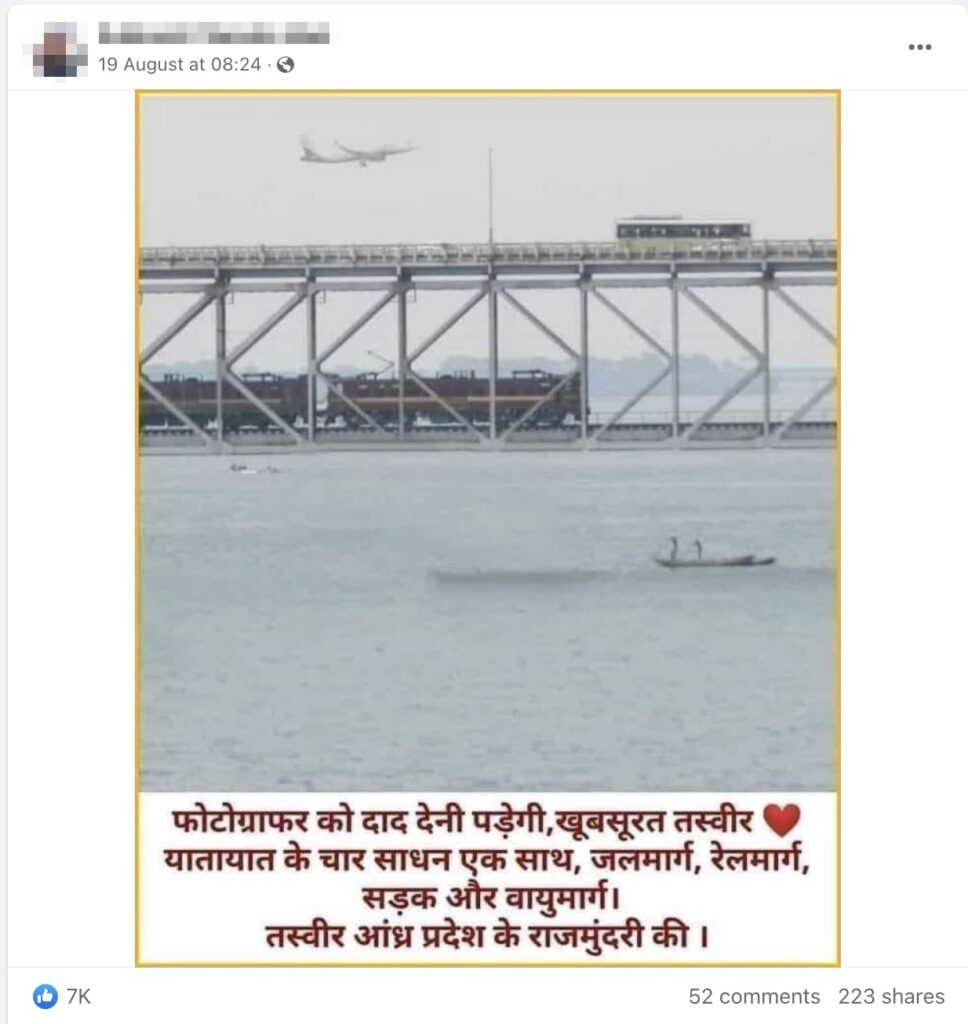 19 August at 08:24 ·
फोटोग्राफर को दाद देनी पड़ेगी,खूबसूरत तस्वीर ❤️
यातायात के चार साधन एक साथ, जलमार्ग, रेलमार्ग,
सड़क और वायुमार्ग।
तस्वीर आंध्र प्रदेश के राजमुंदरी की ।
7K
52 comments 223 shares